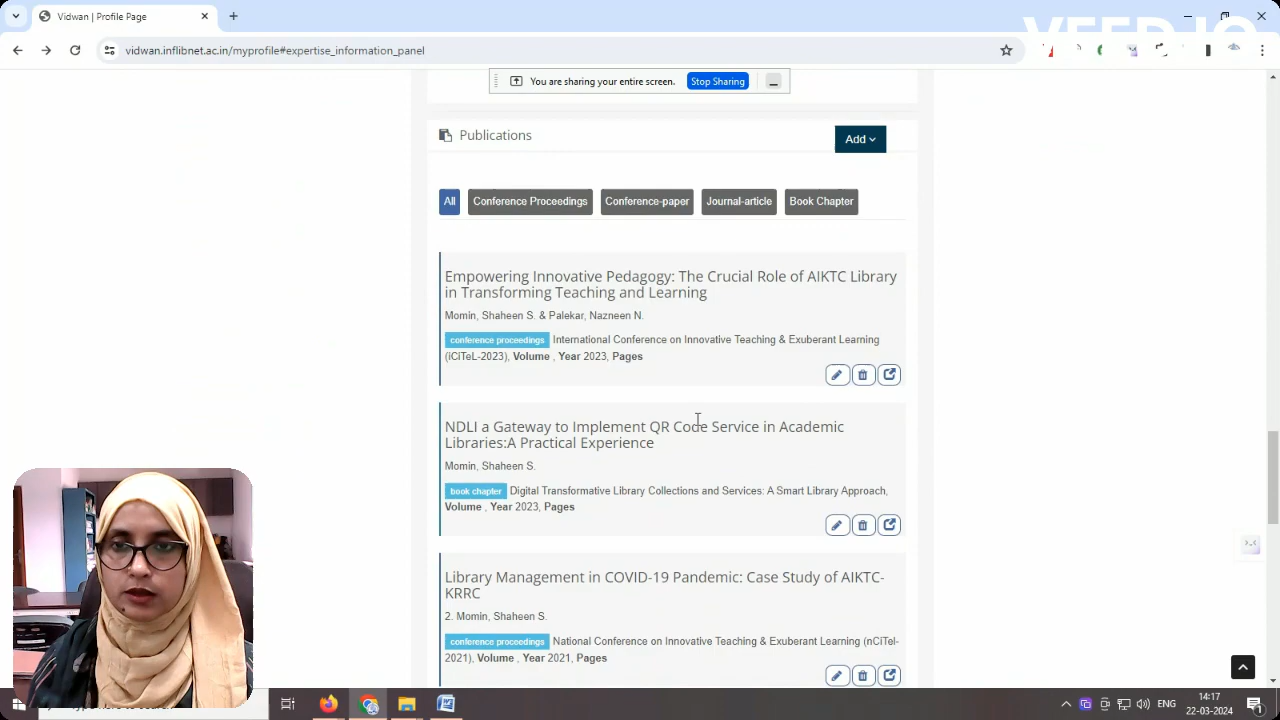 Vidwan | Profile Page
VEED.IO
vidwan.inflibnet.ac.in/myprofile#expertise_information_panel
You are sharing your entire screen.
Stop Sharing
Publications
Add
All
Conference Proceedings
Conference-paper
Journal-article
Book Chapter
Empowering Innovative Pedagogy: The Crucial Role of AIKTC Library
in Transforming Teaching and Learning
Momin, Shaheen S. & Palekar, Nazneen N.
conference proceedings International Conference on Innovative Teaching & Exuberant Learning
(iCiTeL-2023), Volume , Year 2023, Pages
NDLI a Gateway to Implement QR Code Service in Academic
Libraries:A Practical Experience
Momin, Shaheen S.
book chapter Digital Transformative Library Collections and Services: A Smart Library Approach,
Volume , Year 2023, Pages
Library Management in COVID-19 Pandemic: Case Study of AIKTC-
KRRC
2. Momin, Shaheen S.
conference proceedings National Conference on Innovative Teaching & Exuberant Learning (nCiTel-
2021), Volume , Year 2021, Pages
ENG
14:17
22-03-2024